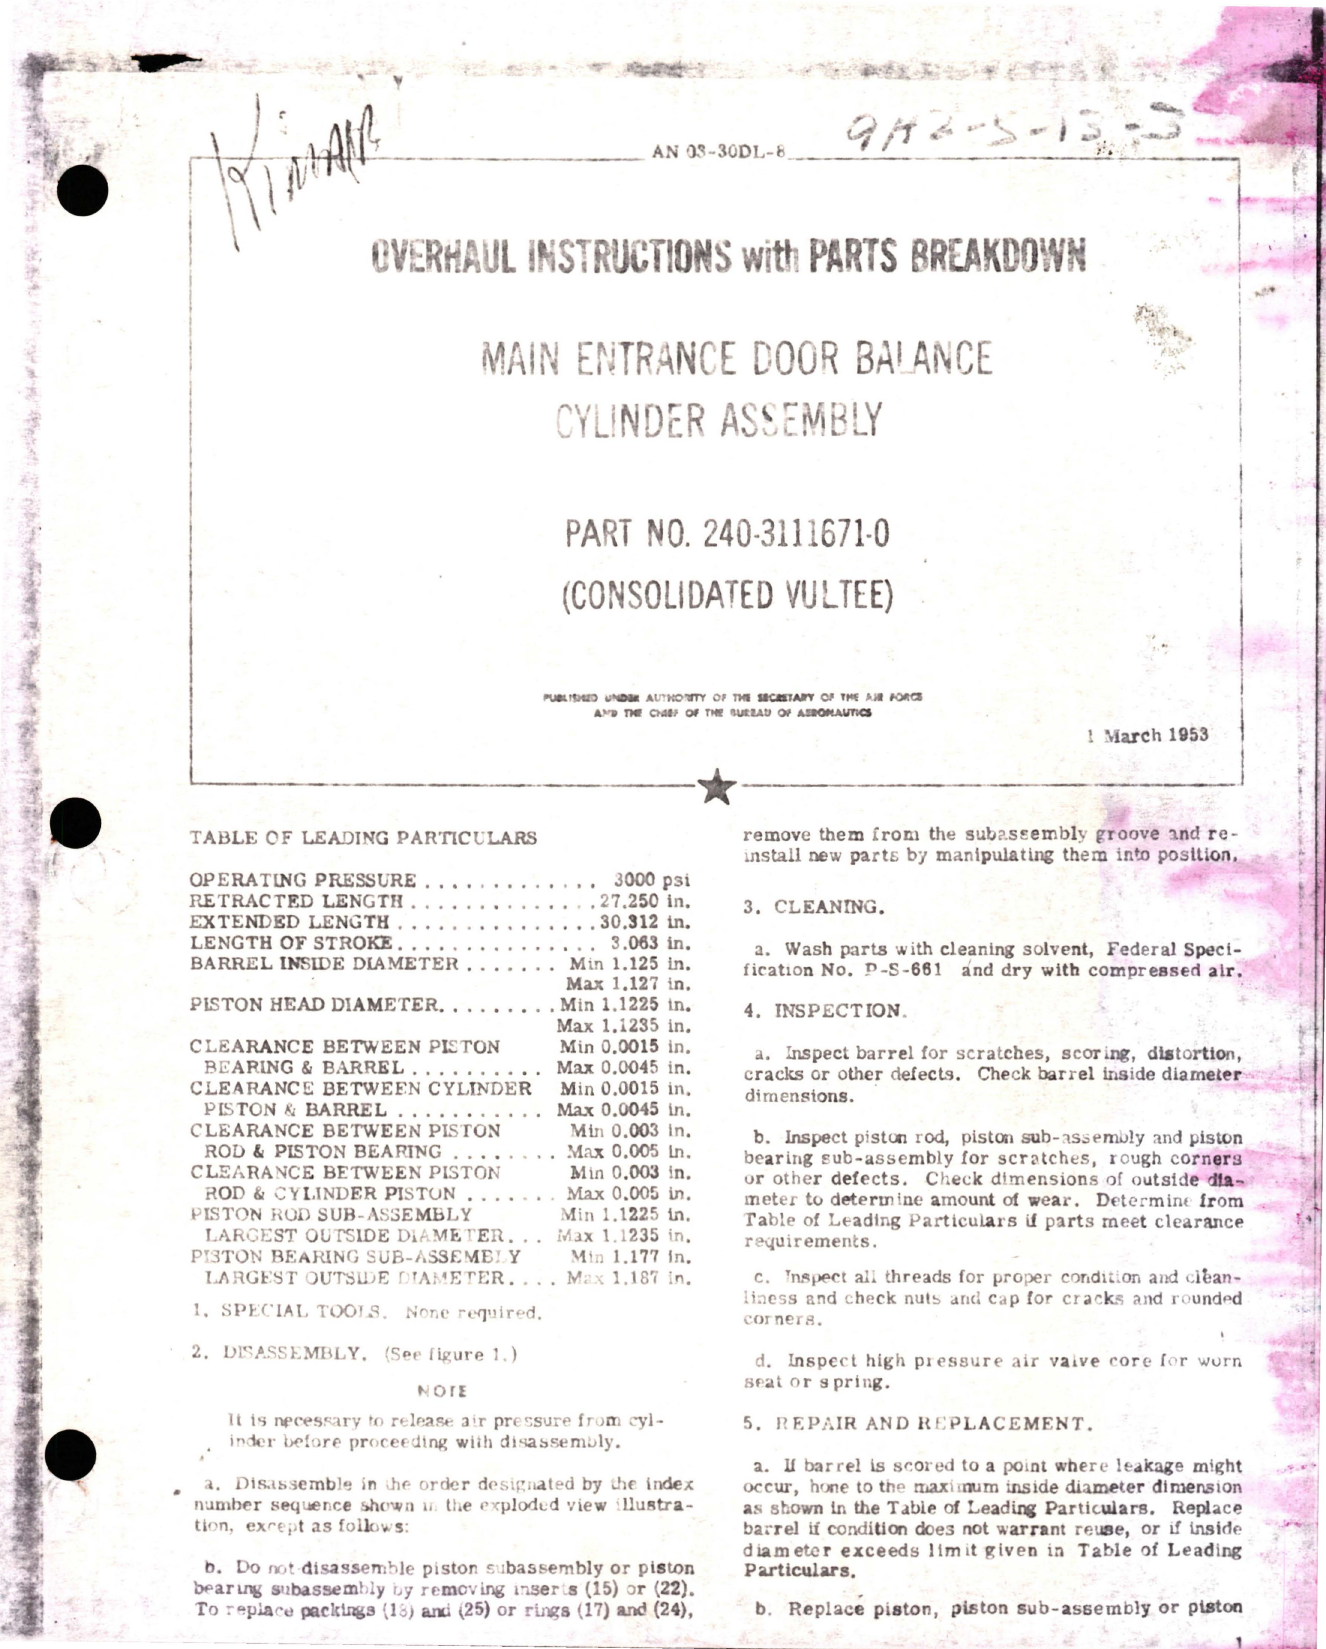 Kimair
9H2-5-13-3
AN 03-30DL-8
OVERHAUL INSTRUCTIONS with PARTS BREAKDOWN
MAIN ENTRANCE DOOR BALANCE
CYLINDER ASSEMBLY
PART NO. 240-3111671-0
(CONSOLIDATED VULTEE)
PUBLISHED UNDER AUTHORITY OF THE SECRETARY OF THE AIR FORCE
AND THE CHIEF OF THE BUREAU OF AERONAUTICS
1 March 1953
TABLE OF LEADING PARTICULARS
OPERATING PRESSURE . . . . . . . . . . . . . 3000 psi
RETRACTED LENGTH . . . . . . . . . . . . . . . 27.250 in.
EXTENDED LENGTH . . . . . . . . . . . . . . . . 30.312 in.
LENGTH OF STROKE . . . . . . . . . . . . . . . . 3.063 in.
BARREL INSIDE DIAMETER . . . . . . . Min 1.125 in.
Max 1.127 in.
PISTON HEAD DIAMETER. . . . . . . . . Min 1.1225 in.
Max 1.1235 in.
CLEARANCE BETWEEN PISTON Min 0.0015 in.
BEARING & BARREL . . . . . . . . . . Max 0.0045 in.
CLEARANCE BETWEEN CYLINDER Min 0.0015 in.
PISTON & BARREL . . . . . . . . . . . Max 0.0045 in.
CLEARANCE BETWEEN PISTON Min 0.003 in.
ROD & PISTON BEARING . . . . . . . . Max 0.005 in.
CLEARANCE BETWEEN PISTON Min 0.003 in.
ROD & CYLINDER PISTON . . . . . . . Max 0.005 in.
PISTON ROD SUB-ASSEMBLY Min 1.1225 in.
LARGEST OUTSIDE DIAMETER. . . Max 1.1235 in.
PISTON BEARING SUB-ASSEMBLY Min 1.177 in.
LARGEST OUTSIDE DIAMETER. . . . Max 1.187 in.
1. SPECIAL TOOLS. None required.
2. DISASSEMBLY. (See figure 1.)
NOTE
It is necessary to release air pressure from cyl-
inder before proceeding with disassembly.
a. Disassemble in the order designated by the index
number sequence shown in the exploded view illustra-
tion, except as follows:
b. Do not disassemble piston subassembly or piston
bearing subassembly by removing inserts (15) or (22).
To replace packings (18) and (25) or rings (17) and (24),
remove them from the subassembly groove and re-
install new parts by manipulating them into position.
3. CLEANING.
a. Wash parts with cleaning solvent, Federal Speci-
fication No. P-S-661 and dry with compressed air.
4. INSPECTION.
a. Inspect barrel for scratches, scoring, distortion,
cracks or other defects. Check barrel inside diameter
dimensions.
b. Inspect piston rod, piston sub-assembly and piston
bearing sub-assembly for scratches, rough corners
or other defects. Check dimensions of outside dia-
meter to determine amount of wear. Determine from
Table of Leading Particulars if parts meet clearance
requirements.
c. Inspect all threads for proper condition and clean-
liness and check nuts and cap for cracks and rounded
corners.
d. Inspect high pressure air valve core for worn
seat or spring.
5. REPAIR AND REPLACEMENT.
a. If barrel is scored to a point where leakage might
occur, hone to the maximum inside diameter dimension
as shown in the Table of Leading Particulars. Replace
barrel if condition does not warrant reuse, or if inside
diameter exceeds limit given in Table of Leading
Particulars.
b. Replace piston, piston sub-assembly or piston
1